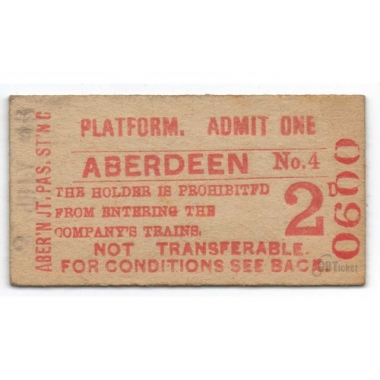 PLATFORM. ADMIT ONE
ABERDEEN No. 4
THE HOLDER IS PROHIBITED
FROM ENTERING THE
COMPANY'S TRAINS.
2D
NOT TRANSFERABLE.
FOR CONDITIONS SEE BACK.
ABER'N JT. PAS. ST'N C
0600